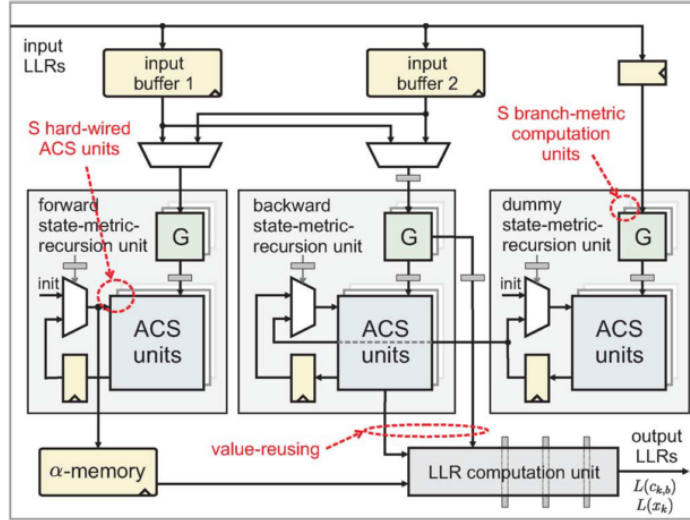 input
LLRs
input
buffer 1
input
buffer 2
S hard-wired
ACS units
S branch-metric
computation
units
forward
state-metric-
recursion unit
backward
state-metric-
recursion unit
dummy
state-metric-
recursion unit
G
G
G
init
init
ACS
units
ACS
units
ACS
units
value-reusing
α-memory
LLR computation unit
output
LLRs
L(c_{k,b})
L(x_k)